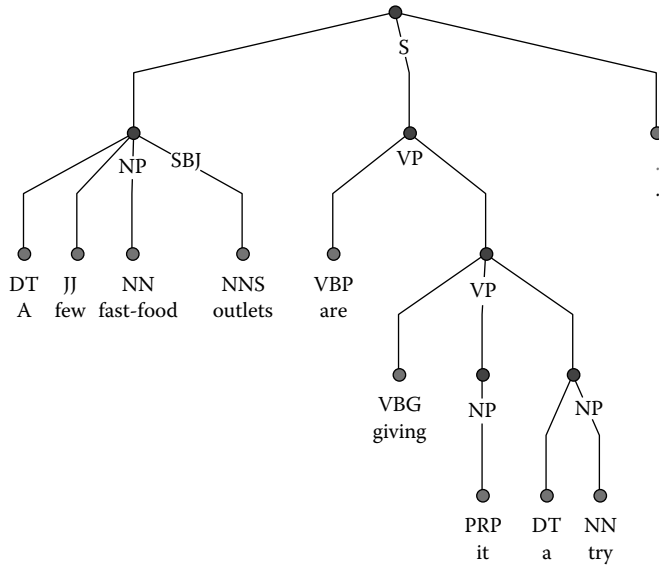 S
NP SBJ VP
DT JJ NN NNS VBP
A few fast-food outlets are
VP
VBG NP NP
giving
PRP DT NN
it a try